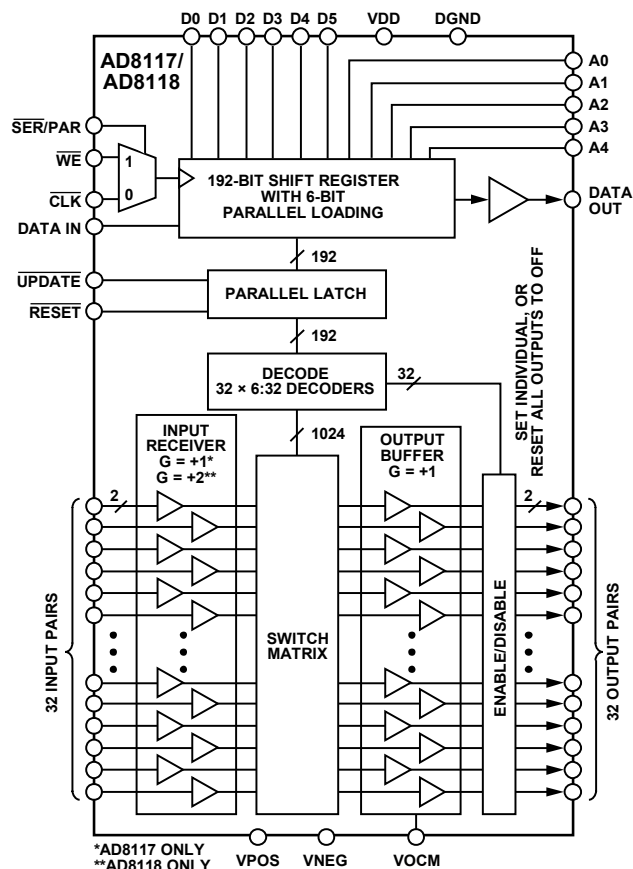 D0 D1 D2 D3 D4 D5 VDD DGND
AD8117/
AD8118
A0
A1
A2
A3
A4
SER/PAR
WE
CLK
DATA IN
1
0
192-BIT SHIFT REGISTER
WITH 6-BIT
PARALLEL LOADING
DATA
OUT
192
UPDATE
RESET
PARALLEL LATCH
192
DECODE
32 × 6:32 DECODERS
32
SET INDIVIDUAL, OR
RESET ALL OUTPUTS TO OFF
1024
INPUT
RECEIVER
G = +1*
G = +2**
OUTPUT
BUFFER
G = +1
2
2
32 INPUT PAIRS
SWITCH
MATRIX
ENABLE/DISABLE
32 OUTPUT PAIRS
*AD8117 ONLY
**AD8118 ONLY
VPOS VNEG VOCM